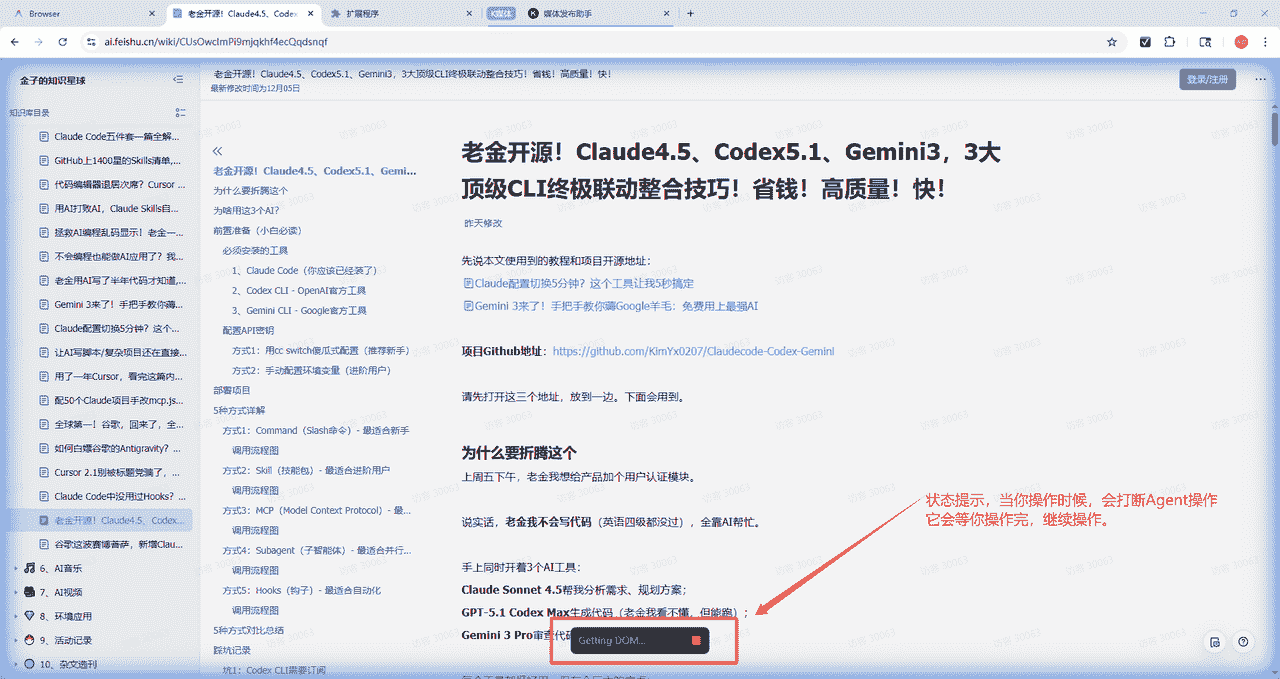 Browser
老金开源！Claude4.5、Codex
扩展程序
K媒体
媒体发布助手
ai.feishu.cn/wiki/CUsOwcImPi9mjqkhf4ecQqdsnqf
金子的知识星球
知识库目录
Claude Code五件套一篇全解...
GitHub上1400星的Skills清单,...
代码编辑器退居次席？Cursor ...
用AI打败AI，Claude Skills自...
拯救AI编程乱码显示！老金一...
不会编程也能做AI应用了？我...
老金用AI写了半年代码才知道,...
Gemini 3来了！手把手教你薅...
Claude配置切换5分钟？这个...
让AI写脚本/复杂项目还在直接...
用了一年Cursor，看完这篇内...
配50个Claude项目手改mcp.js...
全球第一！谷歌，回来了，全...
如何白嫖谷歌的Antigravity？...
Cursor 2.1别被标题党骗了，...
Claude Code中没用过Hooks？...
老金开源！Claude4.5、Codex...
谷歌这波赛博菩萨，新增Clau...
6、AI音乐
7、AI视频
8、环境应用
9、活动记录
10、杂文选刊
老金开源！Claude4.5、Codex5.1、Gemini3，3大顶级CLI终极联动整合技巧！省钱！高质量！快！
最新修改时间为12月05日
登录/注册
老金开源！Claude4.5、Codex5.1、Gemi...
为什么要折腾这个
为啥用这3个AI？
前置准备（小白必读）
必须安装的工具
1、Claude Code（你应该已经装了）
2、Codex CLI - OpenAI官方工具
3、Gemini CLI - Google官方工具
配置API密钥
方式1：用cc switch傻瓜式配置（推荐新手）
方式2：手动配置环境变量（进阶用户）
部署项目
5种方式详解
方式1：Command（Slash命令）- 最适合新手
调用流程图
方式2：Skill（技能包）- 最适合进阶用户
调用流程图
方式3：MCP（Model Context Protocol）- 最...
调用流程图
方式4：Subagent（子智能体）- 最适合并行...
调用流程图
方式5：Hooks（钩子）- 最适合自动化
调用流程图
5种方式对比总结
踩坑记录
坑1：Codex CLI需要订阅
老金开源！Claude4.5、Codex5.1、Gemini3，3大
顶级CLI终极联动整合技巧！省钱！高质量！快！
昨天修改
先说本文使用到的教程和项目开源地址：
Claude配置切换5分钟？这个工具让我5秒搞定
Gemini 3来了！手把手教你薅Google羊毛：免费用上最强AI
项目Github地址：https://github.com/KimYx0207/Claudecode-Codex-Gemini
请先打开这三个地址，放到一边。下面会用到。
为什么要折腾这个
上周五下午，老金我想给产品加个用户认证模块。
说实话，老金我不会写代码（英语四级都没过），全靠AI帮忙。
手上同时开着3个AI工具：
Claude Sonnet 4.5帮我分析需求、规划方案；
GPT-5.1 Codex Max生成代码（老金我看不懂，但能跑）；
Gemini 3 Pro审查代码
Getting DOM...
状态提示，当你操作时候，会打断Agent操作
它会等你操作完，继续操作。
访客 30063